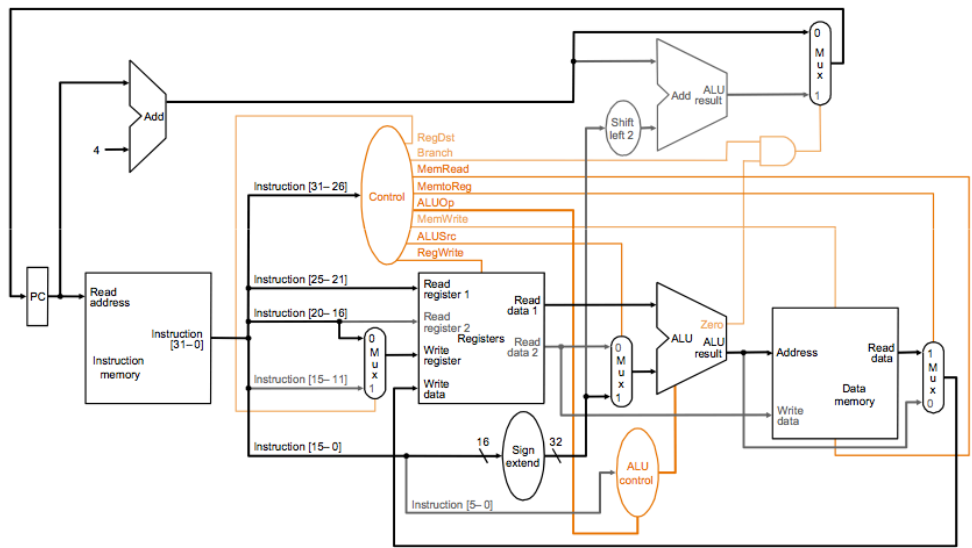 0
M
u
x
1
Add
ALU
result
Add
Shift
left 2
4
RegDst
Branch
MemRead
MemtoReg
ALUOp
MemWrite
ALUSrc
RegWrite
Control
Instruction [31–26]
PC
Read
address
Instruction
[31–0]
Instruction
memory
Instruction [25–21]
Instruction [20–16]
Instruction [15–11]
Instruction [15–0]
Instruction [5–0]
0
M
u
x
1
Read
register 1
Read
register 2
Write
register
Write
data
Registers
Read
data 1
Read
data 2
0
M
u
x
1
Zero
ALU
ALU
result
Address
Read
data
Data
memory
Write
data
1
M
u
x
0
16
Sign
extend
32
ALU
control